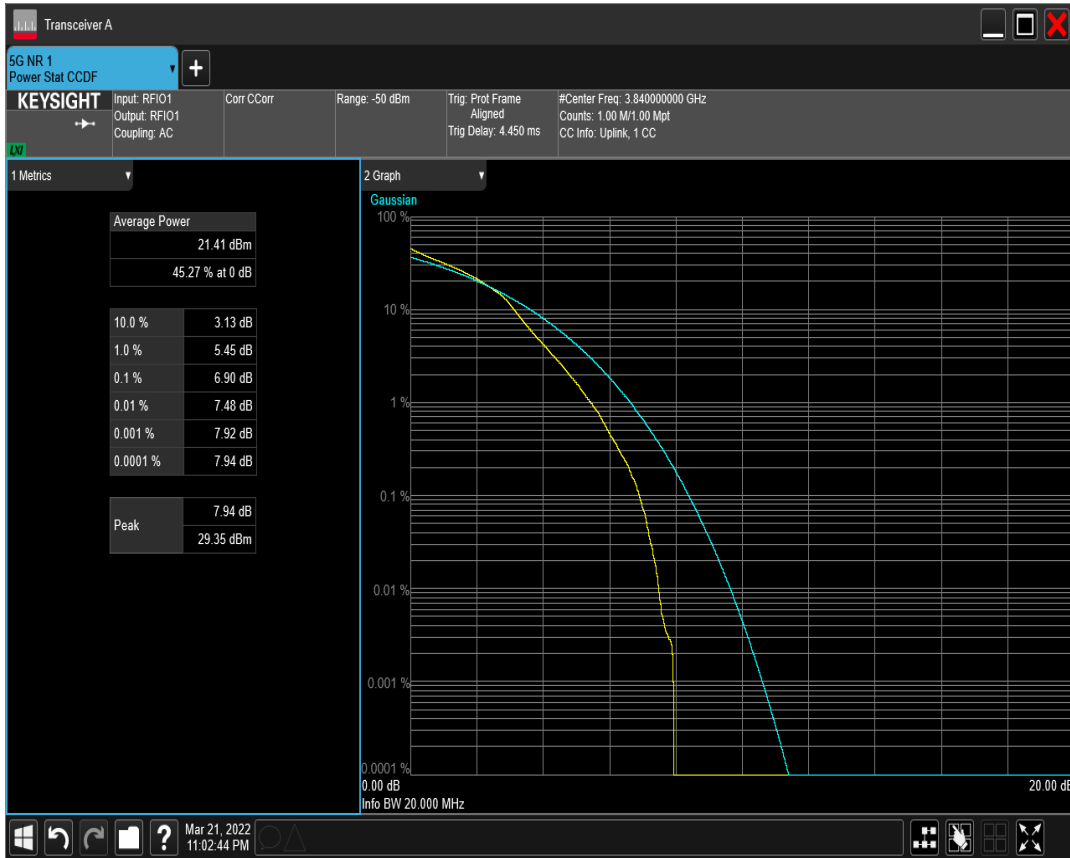 Transceiver A
5G NR 1
Power Stat CCDF
KEYSIGHT
LXI
Input: RFIO1
Output: RFIO1
Coupling: AC
Corr CCorr
Range: -50 dBm
Trig: Prot Frame
Aligned
Trig Delay: 4.450 ms
#Center Freq: 3.840000000 GHz
Counts: 1.00 M/1.00 Mpt
CC Info: Uplink, 1 CC
1 Metrics
Average Power
21.41 dBm
45.27 % at 0 dB
10.0 % 3.13 dB
1.0 % 5.45 dB
0.1 % 6.90 dB
0.01 % 7.48 dB
0.001 % 7.92 dB
0.0001 % 7.94 dB
Peak
7.94 dB
29.35 dBm
2 Graph
Gaussian
100 %
10 %
1 %
0.1 %
0.01 %
0.001 %
0.0001 %
0.00 dB
20.00 dB
Info BW 20.000 MHz
?
Mar 21, 2022
11:02:44 PM